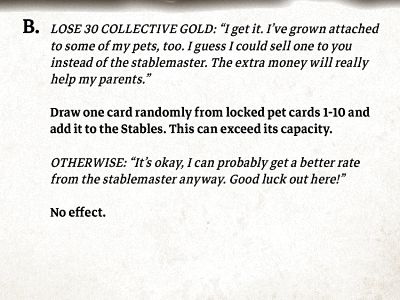 B. LOSE 30 COLLECTIVE GOLD: “I get it. I’ve grown attached
to some of my pets, too. I guess I could sell one to you
instead of the stablemaster. The extra money will really
help my parents.”
Draw one card randomly from locked pet cards 1-10 and
add it to the Stables. This can exceed its capacity.
OTHERWISE: “It’s okay, I can probably get a better rate
from the stablemaster anyway. Good luck out here!”
No effect.